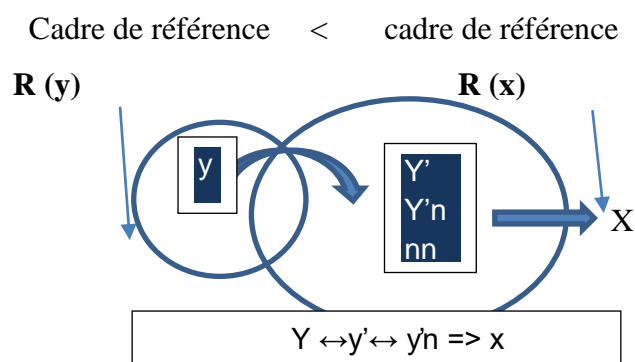 Cadre de référence < cadre de référence
R (y) R (x)
y
Y'
Y'n
nn
X
Y ↔y'↔ y'n => x